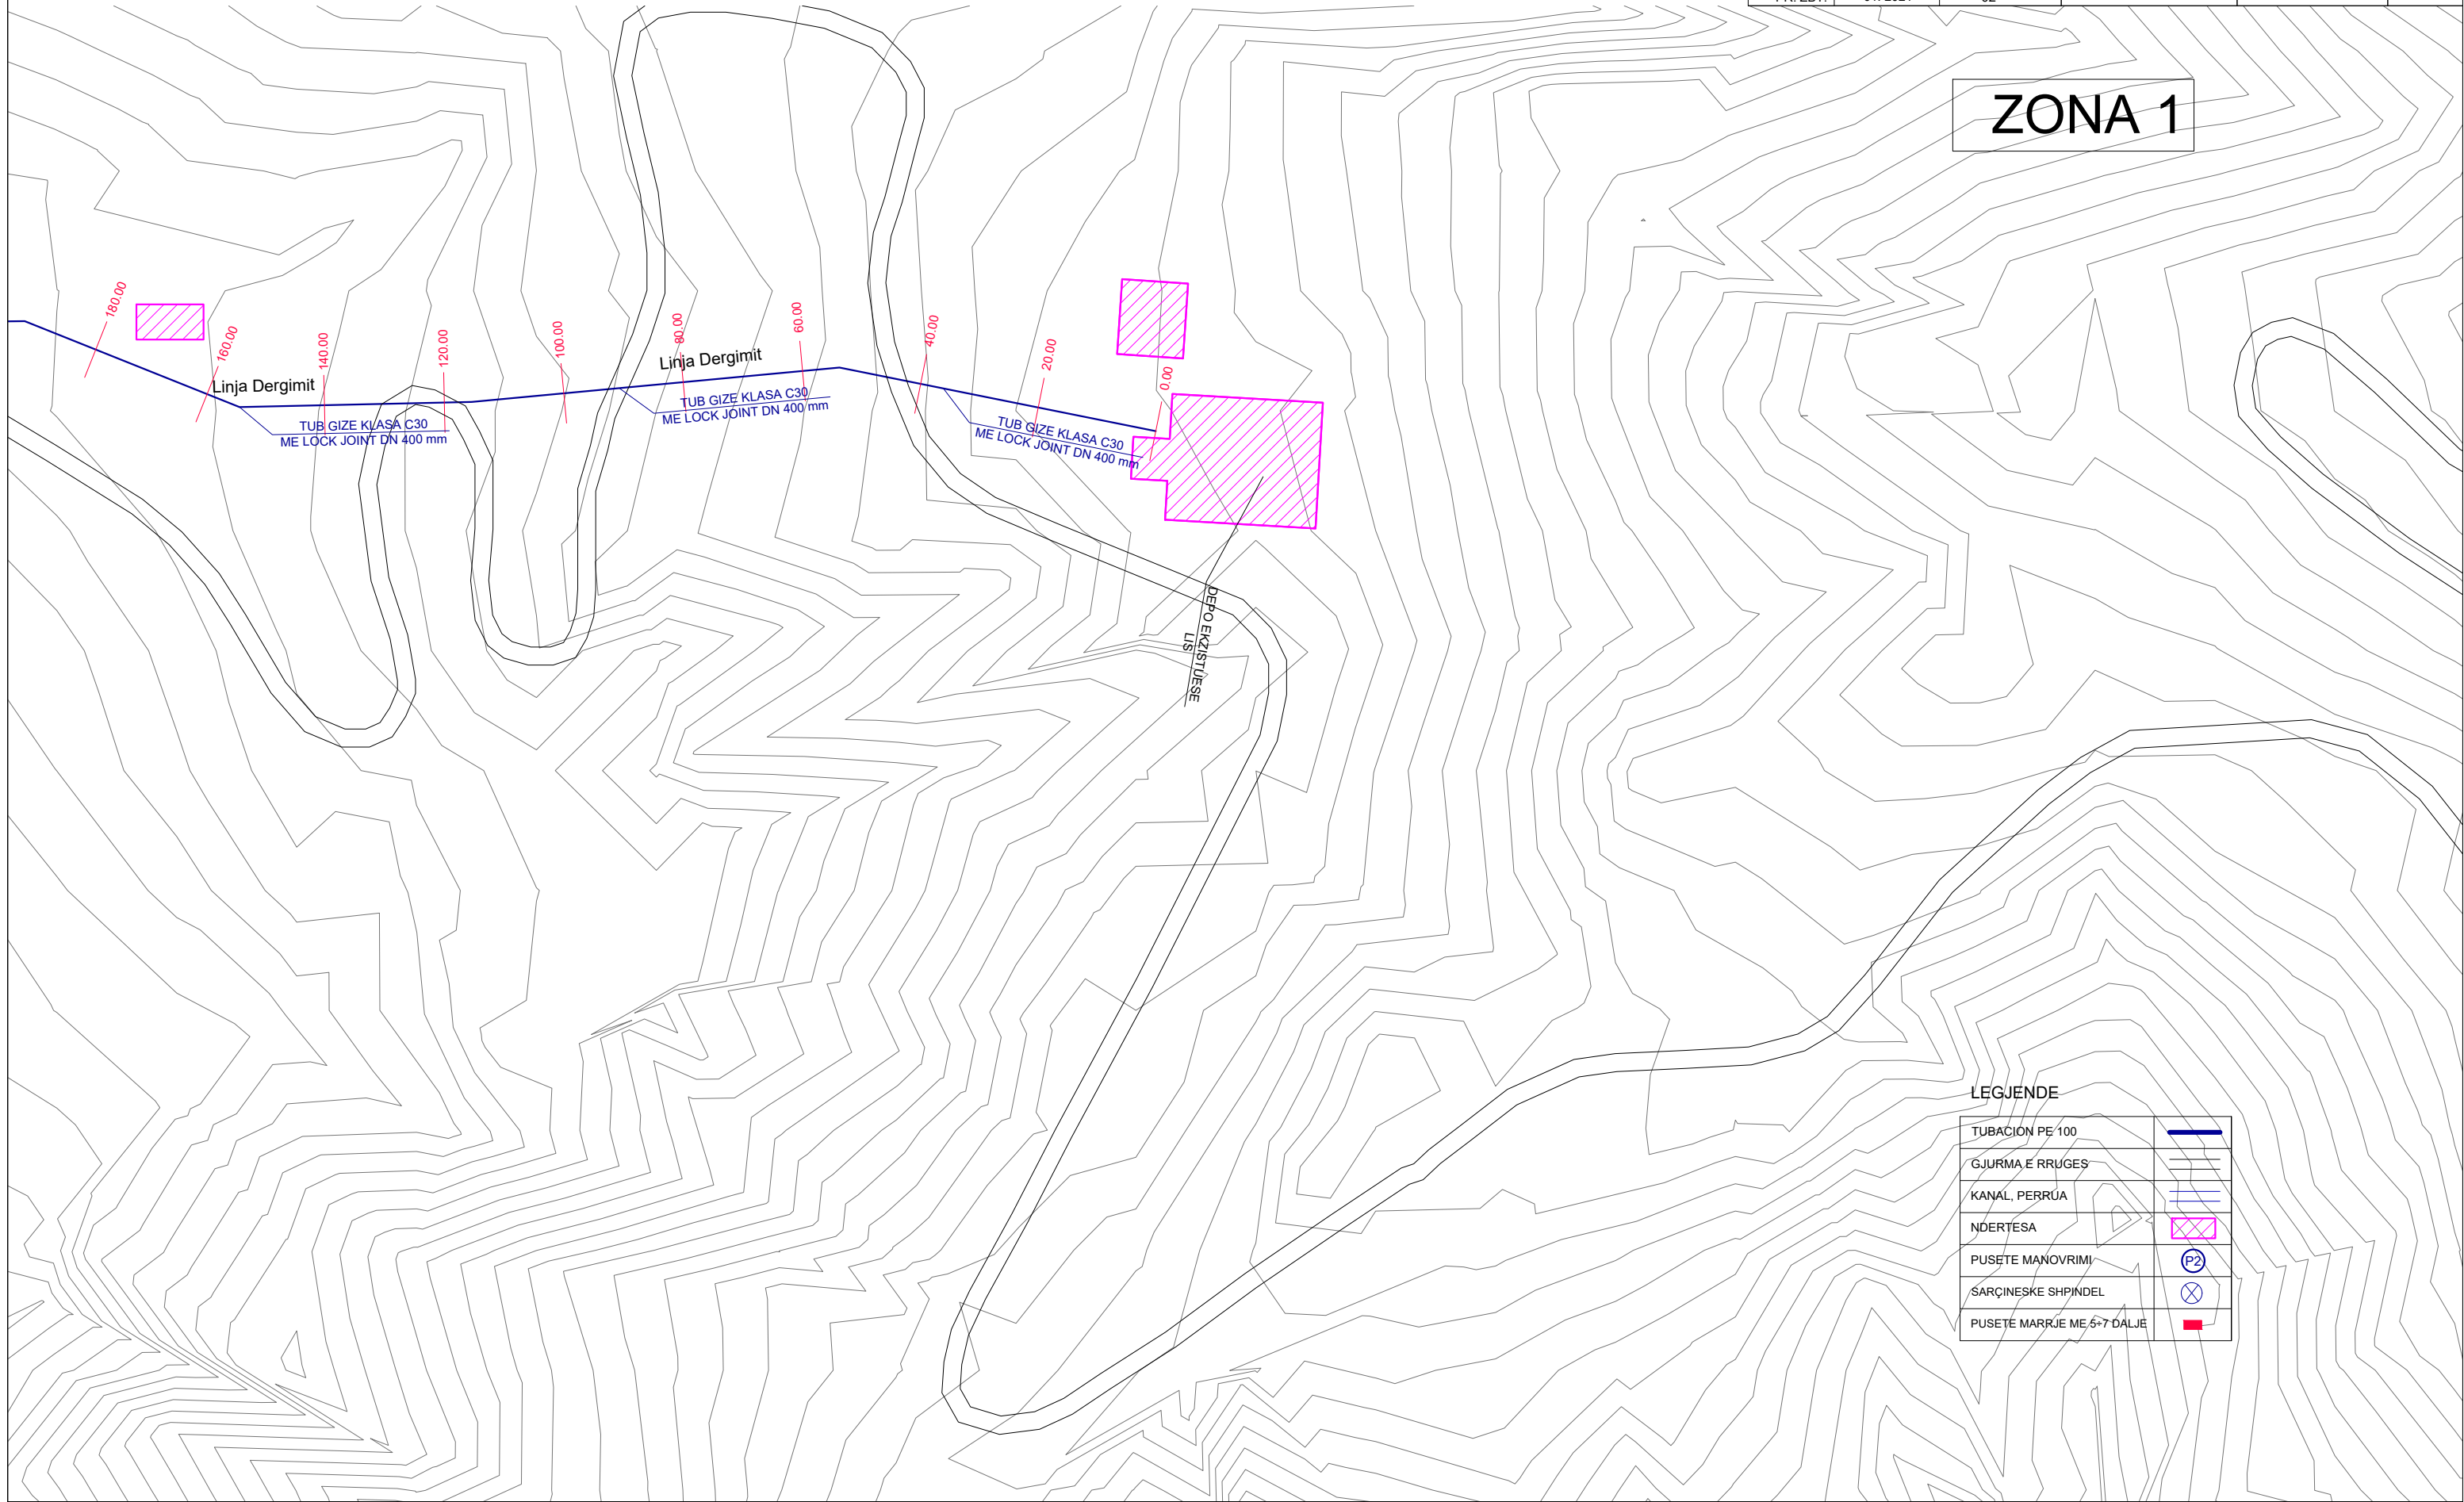 ZONA 1
180.00
160.00
140.00
120.00
100.00
80.00
60.00
40.00
20.00
0.00
Linja Dergimit
Linja Dergimit
TUB GIZE KLASA C30
ME LOCK JOINT DN 400 mm
TUB GIZE KLASA C30
ME LOCK JOINT DN 400 mm
TUB GIZE KLASA C30
ME LOCK JOINT DN 400 mm
DEPO EKZISTUESE
LIS
LEGJENDE
TUBACION PE 100
GJURMA E RRUGES
KANAL, PERRUA
NDERTESA
PUSETE MANOVRIMI
P2
SARÇINESKE SHPINDEL
PUSETE MARRJE ME 5÷7 DALJE